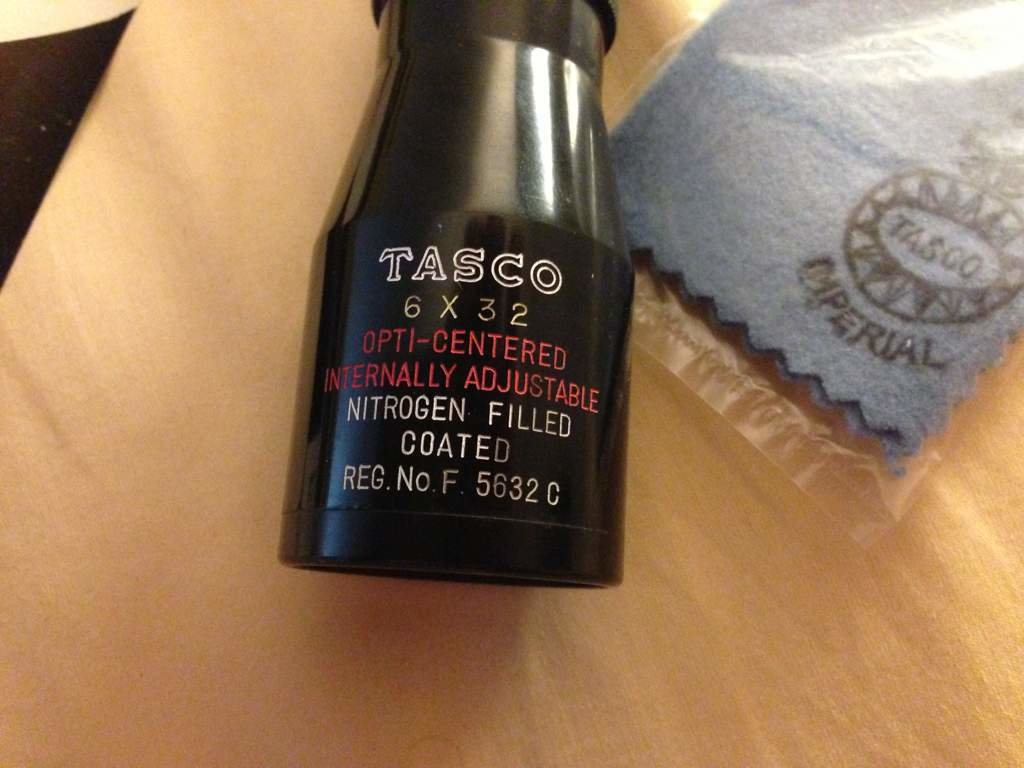 TASCO
6 X 32
OPTI-CENTERED
INTERNALLY ADJUSTABLE
NITROGEN FILLED
COATED
REG. No. F. 5632 C
TASCO
IMPERIAL